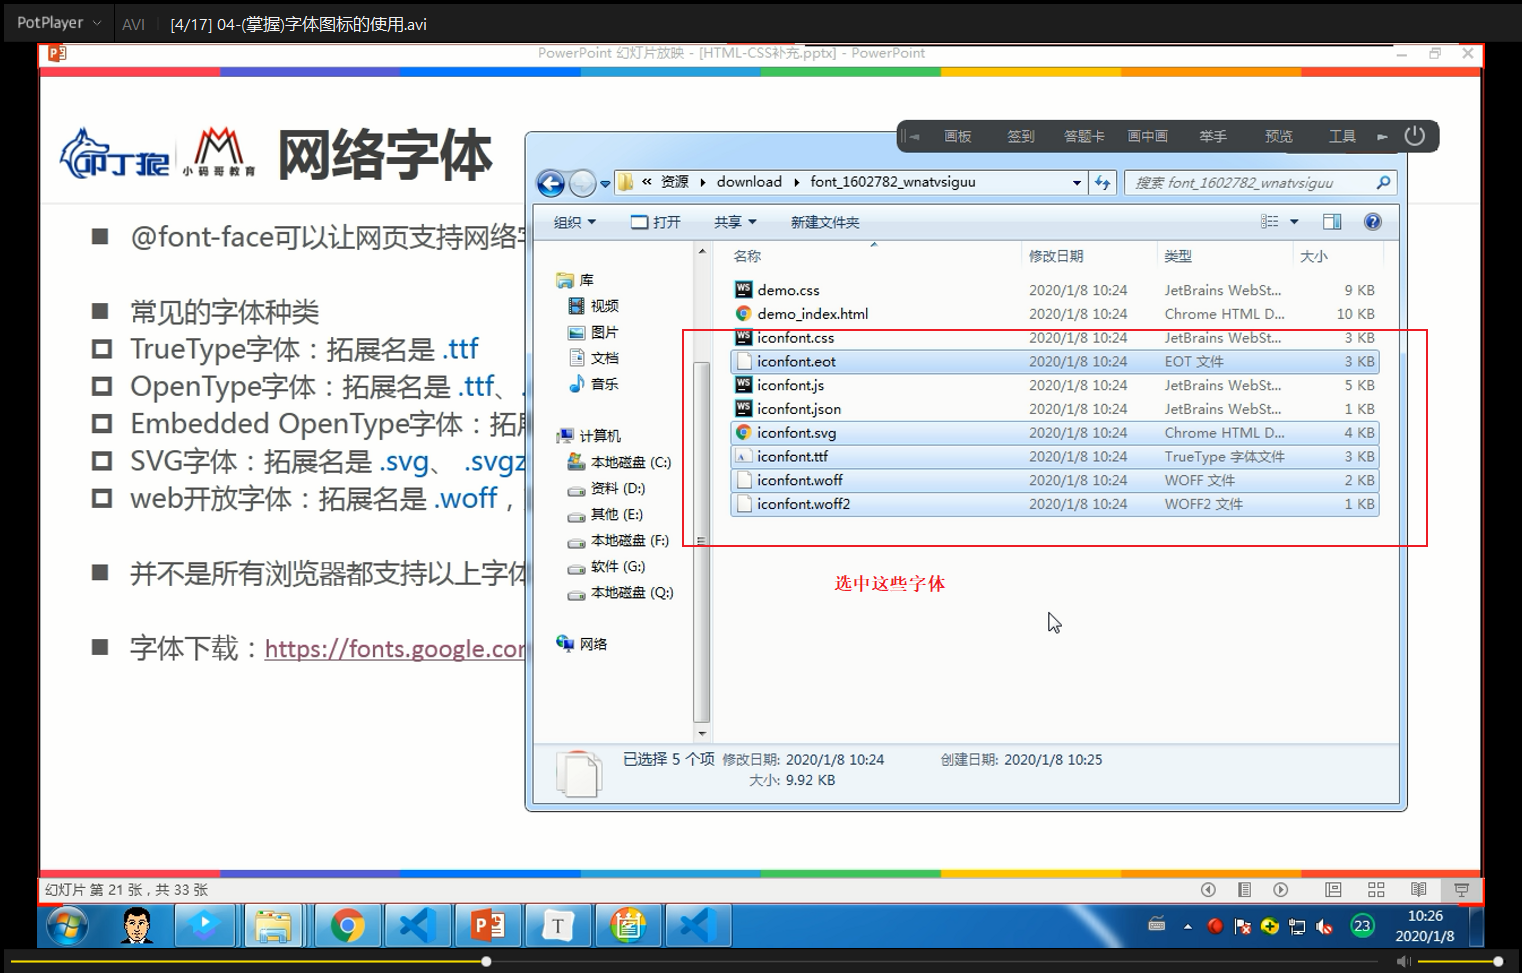 PotPlayer AVI [4/17] 04-(掌握)字体图标的使用.avi
PowerPoint 幻灯片放映 - [HTML-CSS补充.pptx] - PowerPoint
叩丁狼
小码哥教育
网络字体
@font-face可以让网页支持网络
常见的字体种类
TrueType字体：拓展名是 .ttf
OpenType字体：拓展名是 .ttf、
Embedded OpenType字体：
SVG字体：拓展名是 .svg、 .svgz
web开放字体：拓展名是 .woff，
并不是所有浏览器都支持以上字体
字体下载：https://fonts.google.com
画板 签到 答题卡 画中画 举手 预览 工具
« 资源 download font_1602782_wnatvsiguu
搜索 font_1602782_wnatvsiguu
组织 打开 共享 新建文件夹
库
视频
图片
文档
音乐
计算机
本地磁盘 (C:)
资料 (D:)
其他 (E:)
本地磁盘 (F:)
软件 (G:)
本地磁盘 (Q:)
网络
名称 修改日期 类型 大小
demo.css 2020/1/8 10:24 JetBrains WebSt... 9 KB
demo_index.html 2020/1/8 10:24 Chrome HTML D... 10 KB
iconfont.css 2020/1/8 10:24 JetBrains WebSt... 3 KB
iconfont.eot 2020/1/8 10:24 EOT 文件 3 KB
iconfont.js 2020/1/8 10:24 JetBrains WebSt... 5 KB
iconfont.json 2020/1/8 10:24 JetBrains WebSt... 1 KB
iconfont.svg 2020/1/8 10:24 Chrome HTML D... 4 KB
iconfont.ttf 2020/1/8 10:24 TrueType 字体文件 3 KB
iconfont.woff 2020/1/8 10:24 WOFF 文件 2 KB
iconfont.woff2 2020/1/8 10:24 WOFF2 文件 1 KB
选中这些字体
已选择 5 个项 修改日期: 2020/1/8 10:24 创建日期: 2020/1/8 10:25
大小: 9.92 KB
幻灯片 第 21 张，共 33 张
23
10:26
2020/1/8